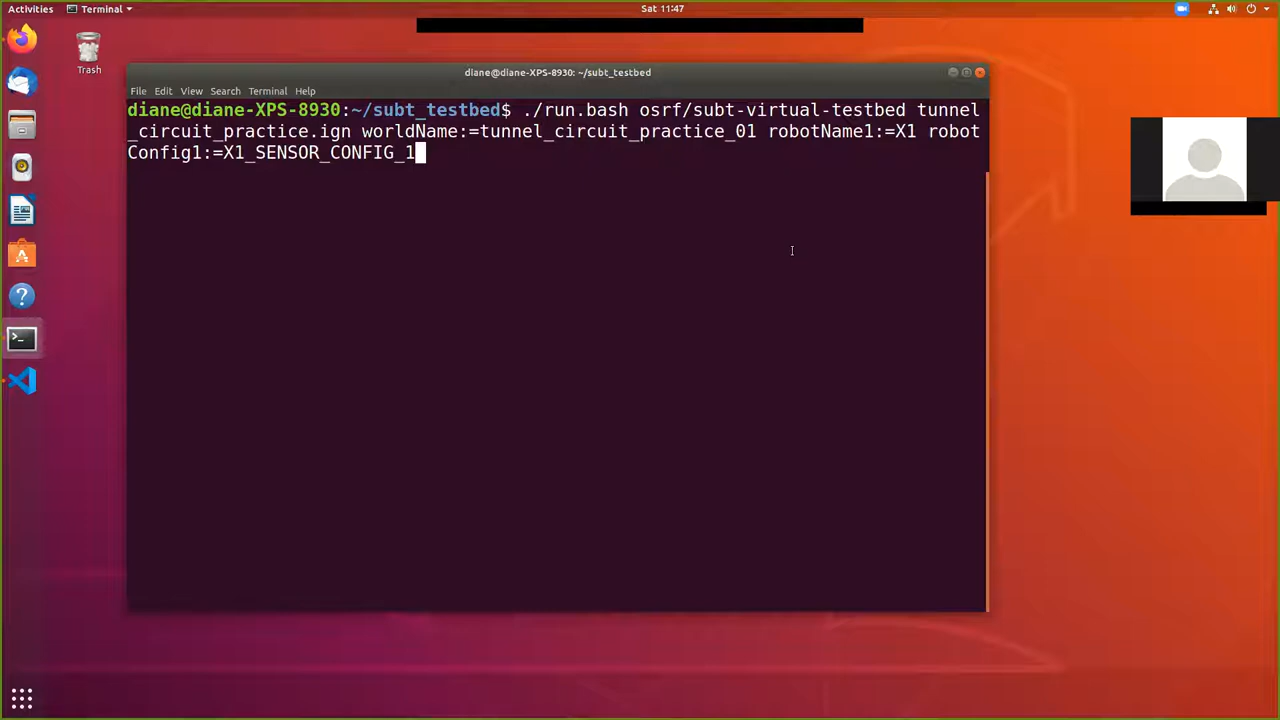 Activities Terminal Sat 11:47
Trash
diane@diane-XPS-8930: ~/subt_testbed
File Edit View Search Terminal Help
diane@diane-XPS-8930:~/subt_testbed$ ./run.bash osrf/subt-virtual-testbed tunnel
_circuit_practice.ign worldName:=tunnel_circuit_practice_01 robotName1:=X1 robot
Config1:=X1_SENSOR_CONFIG_1